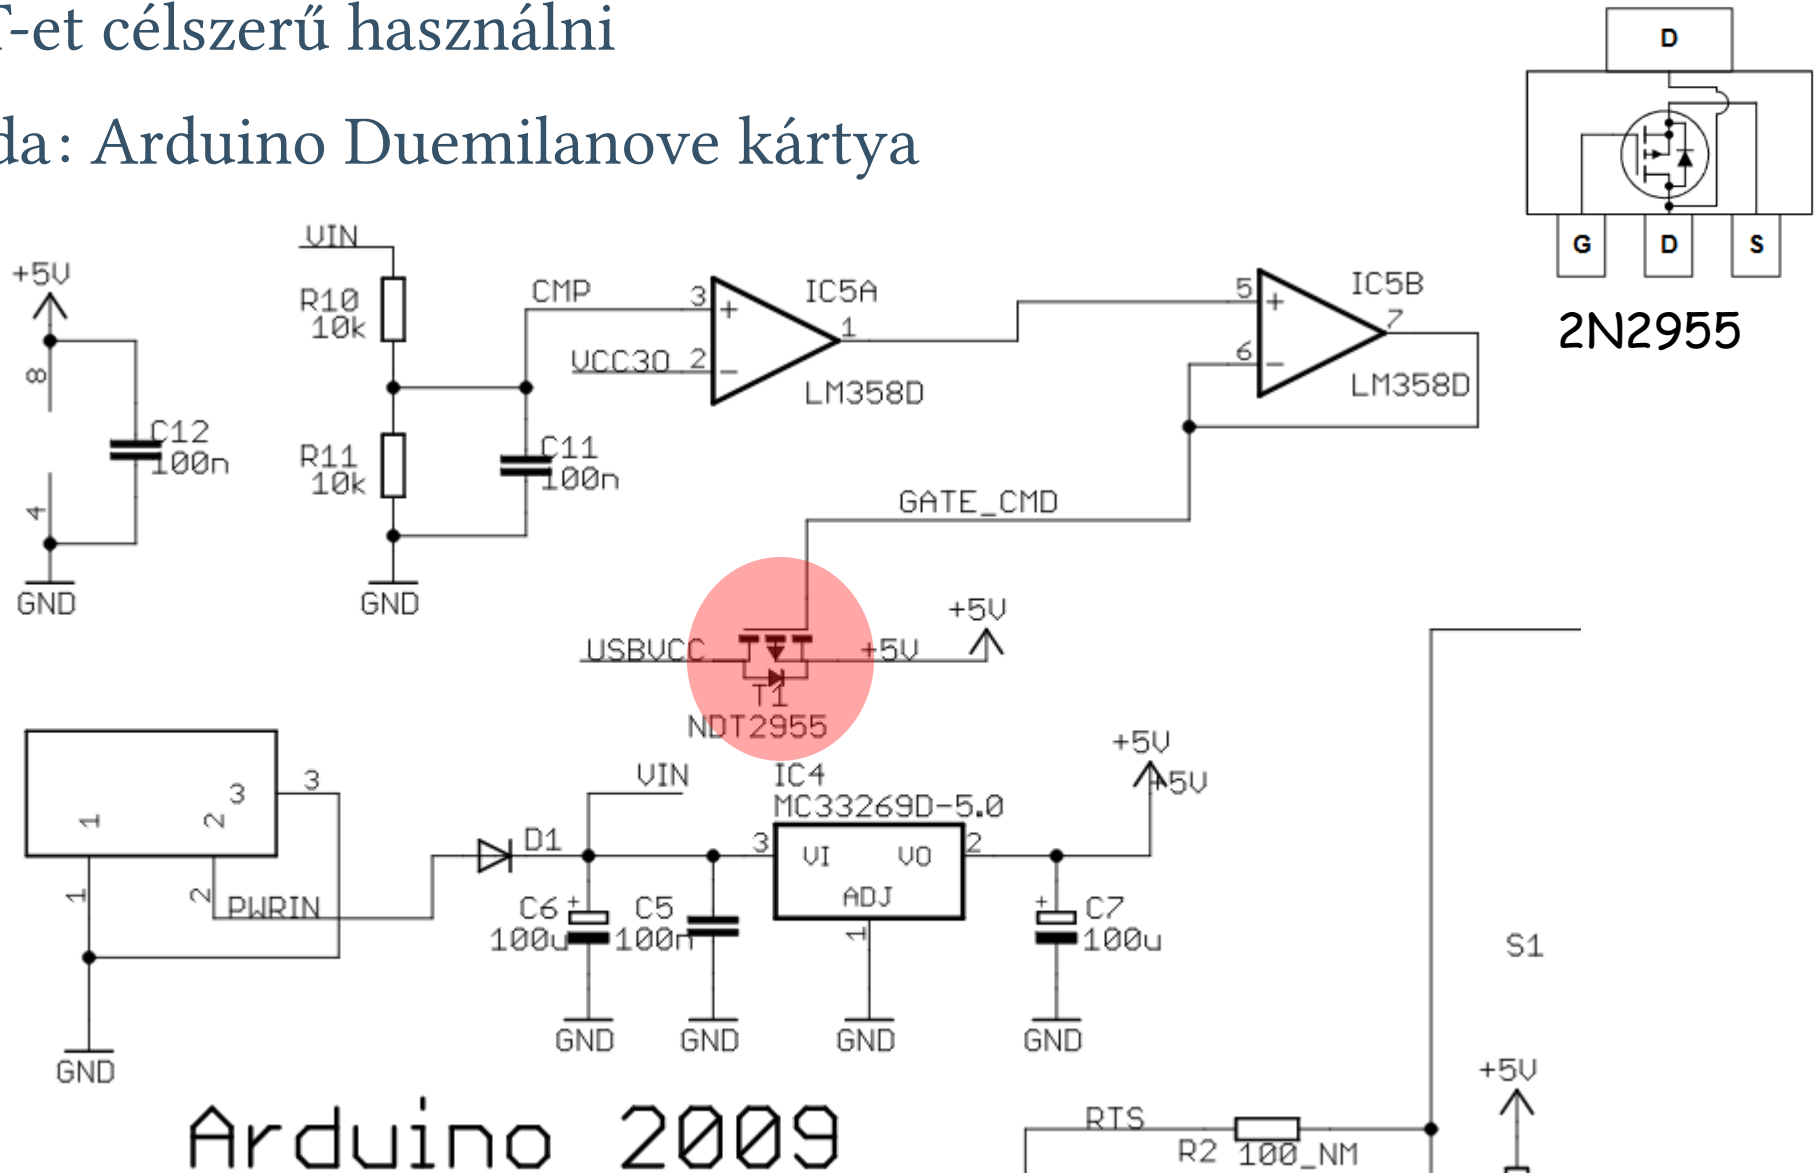 T-et célszerű használni
da: Arduino Duemilanove kártya
D
G D S
2N2955
+5V
8
4
C12
100n
GND
VIN
R10
10k
R11
10k
C11
100n
GND
CMP
3
VCC3O 2
+
−
1
IC5A
LM358D
5
6
+
−
7
IC5B
LM358D
GATE_CMD
USBVCC
+5V
+5V
T1
NDT2955
3
1
2
3
1
2
PWRIN
GND
D1
VIN
C6
+
100u
GND
C5
100n
GND
IC4
MC33269D-5.0
3
VI
VO
2
ADJ
1
GND
+5V
+5V
+
C7
100u
GND
S1
+5V
RTS
R2 100_NM
Arduino 2009